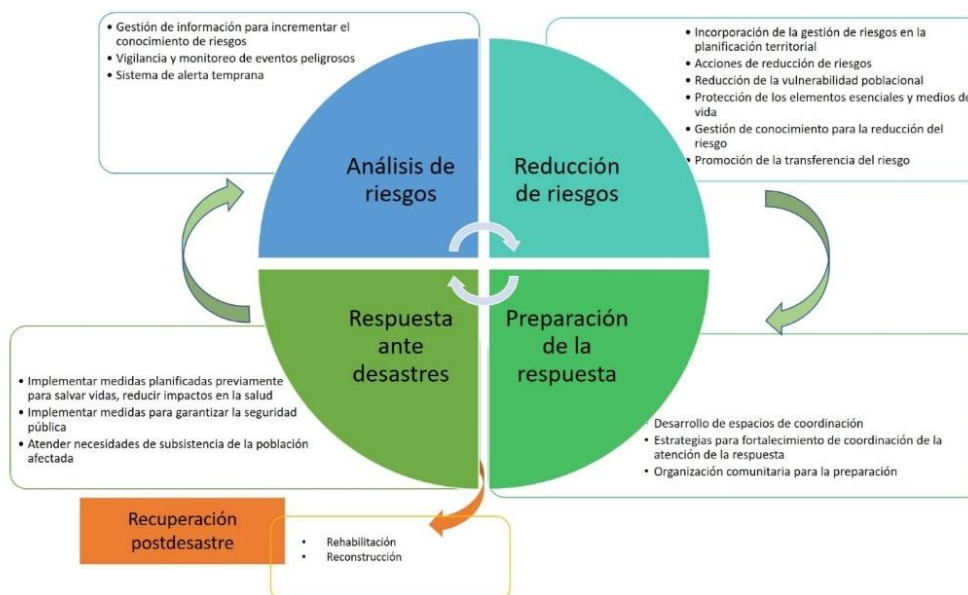 • Gestión de información para incrementar el
conocimiento de riesgos
• Vigilancia y monitoreo de eventos peligrosos
• Sistema de alerta temprana
• Incorporación de la gestión de riesgos en la
planificación territorial
• Acciones de reducción de riesgos
• Reducción de la vulnerabilidad poblacional
• Protección de los elementos esenciales y medios de
vida
• Gestión de conocimiento para la reducción del
riesgo
• Promoción de la transferencia del riesgo
Análisis de
riesgos
Reducción
de riesgos
Respuesta
ante
desastres
Preparación
de la
respuesta
• Implementar medidas planificadas previamente
para salvar vidas, reducir impactos en la salud
• Implementar medidas para garantizar la seguridad
pública
• Atender necesidades de subsistencia de la población
afectada
• Desarrollo de espacios de coordinación
• Estrategias para fortalecimiento de coordinación de la
atención de la respuesta
• Organización comunitaria para la preparación
Recuperación
postdesastre
• Rehabilitación
• Reconstrucción